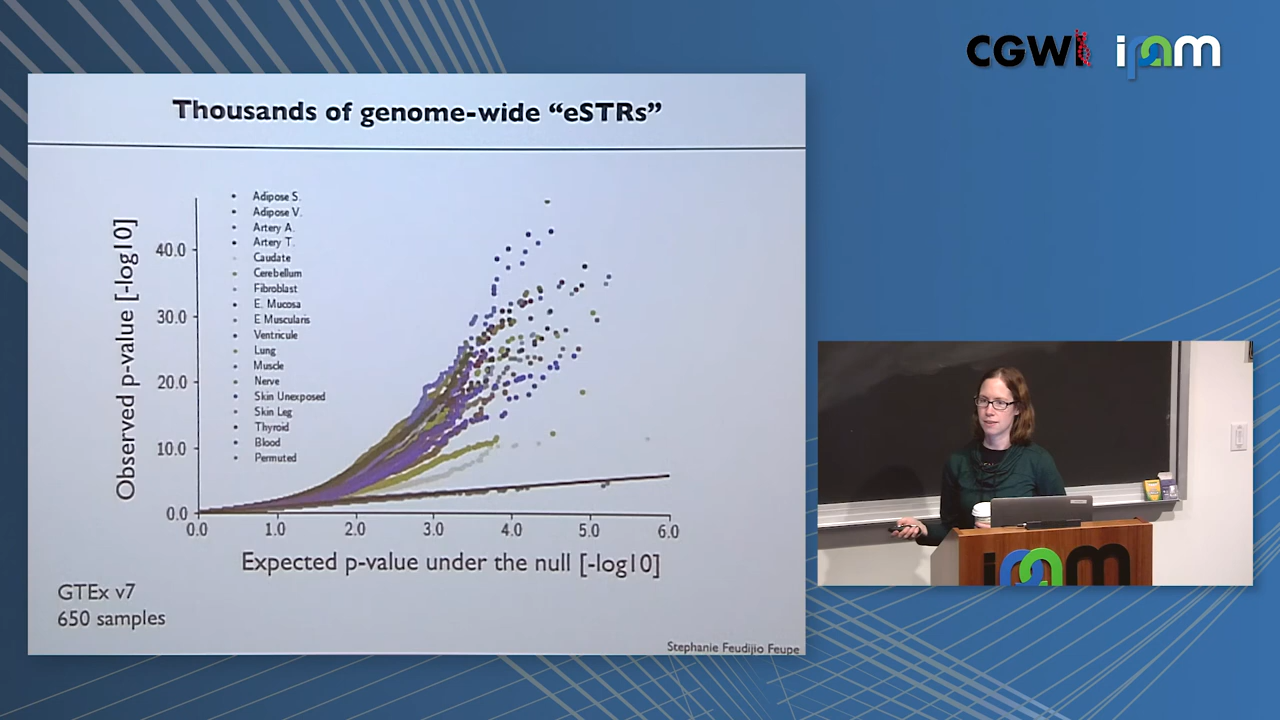 CGWI ipam
Thousands of genome-wide “eSTRs”
Observed p-value [-log10]
40.0
30.0
20.0
10.0
0.0
Adipose S.
Adipose V.
Artery A.
Artery T.
Caudate
Cerebellum
Fibroblast
E. Mucosa
E Muscularis
Ventricule
Lung
Muscle
Nerve
Skin Unexposed
Skin Leg
Thyroid
Blood
Permuted
0.0 1.0 2.0 3.0 4.0 5.0 6.0
Expected p-value under the null [-log10]
GTEx v7
650 samples
Stephanie Feudijio Feupe
ipam